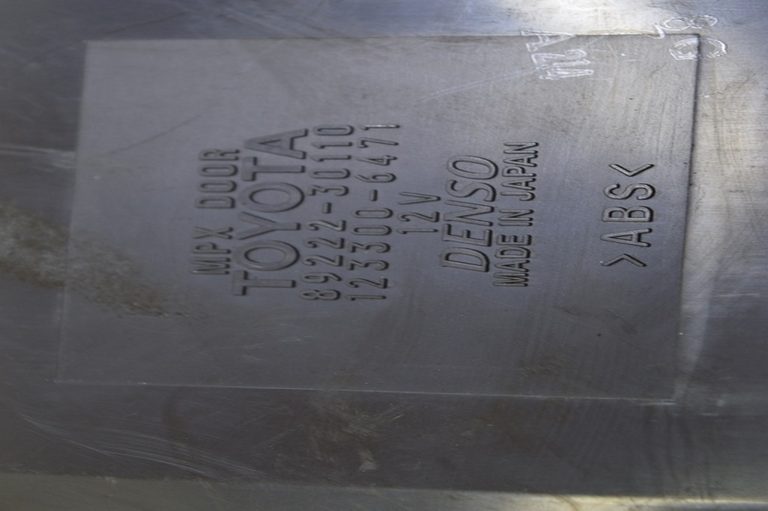 MPX DOOR
TOYOTA
89222-30110
123300-6471
12V
DENSO
MADE IN JAPAN
>ABS<